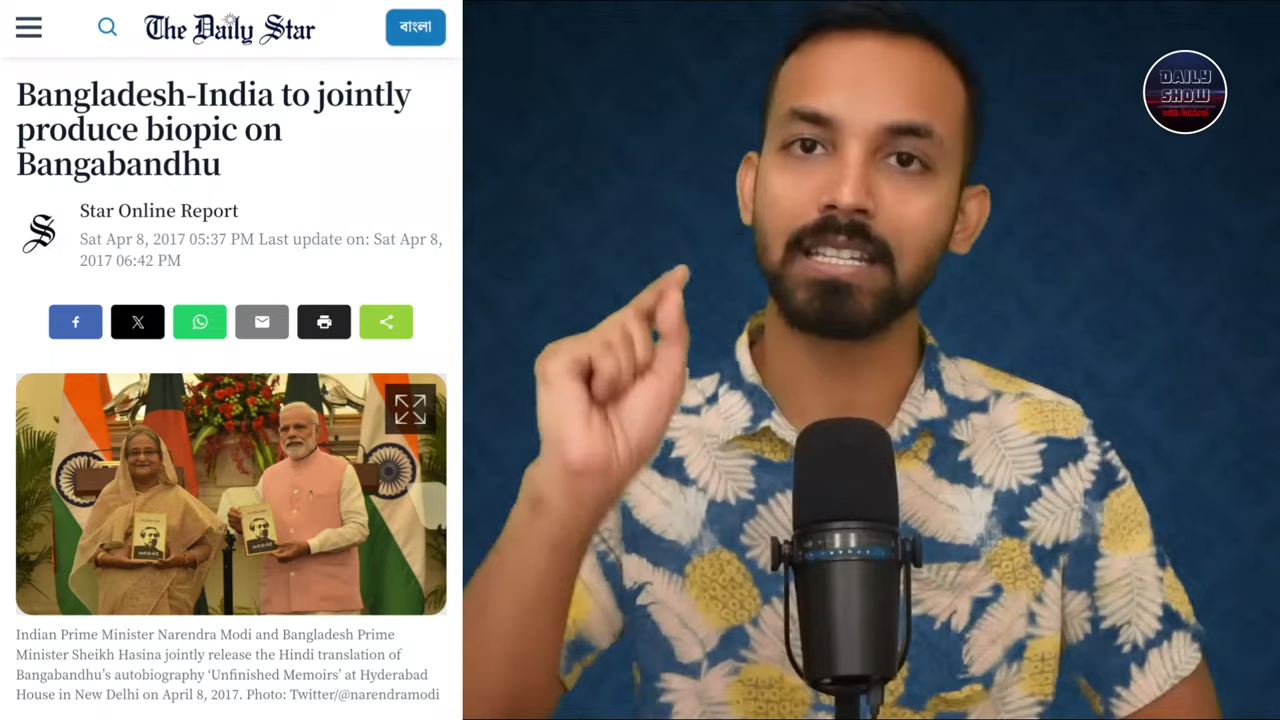 The Daily Star
বাংলা
Bangladesh-India to jointly
produce biopic on
Bangabandhu
Star Online Report
Sat Apr 8, 2017 05:37 PM Last update on: Sat Apr 8,
2017 06:42 PM
Indian Prime Minister Narendra Modi and Bangladesh Prime
Minister Sheikh Hasina jointly release the Hindi translation of
Bangabandhu's autobiography ‘Unfinished Memoirs’ at Hyderabad
House in New Delhi on April 8, 2017. Photo: Twitter/@narendramodi
DAILY
SHOW